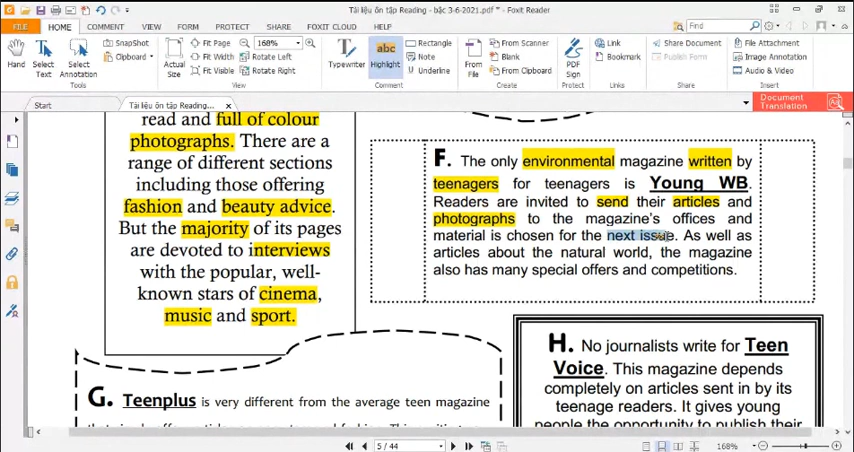 Tài liệu ôn tập Reading - bậc 3-6-2021.pdf * - Foxit Reader
FILE HOME COMMENT VIEW FORM PROTECT SHARE FOXIT CLOUD HELP
Find
Hand
Select Text
Select Annotation
SnapShot
Clipboard
Tools
Actual Size
Fit Page
Fit Width
Fit Visible
168%
Rotate Left
Rotate Right
View
Typewriter
Highlight
Rectangle
Note
Underline
Comment
From File
From Scanner
Blank
From Clipboard
Create
PDF Sign
Protect
Link
Bookmark
Links
Share Document
Publish Form
Share
File Attachment
Image Annotation
Audio & Video
Insert
Start
Tài liệu ôn tập Reading...
Document Translation
read and full of colour
photographs. There are a
range of different sections
including those offering
fashion and beauty advice.
But the majority of its pages
are devoted to interviews
with the popular, well-
known stars of cinema,
music and sport.
F. The only environmental magazine written by
teenagers for teenagers is Young WB.
Readers are invited to send their articles and
photographs to the magazine's offices and
material is chosen for the next issue. As well as
articles about the natural world, the magazine
also has many special offers and competitions.
G. Teenplus is very different from the average teen magazine
H. No journalists write for Teen
Voice. This magazine depends
completely on articles sent in by its
teenage readers. It gives young
people the opportunity to publish their
5 / 44
168%